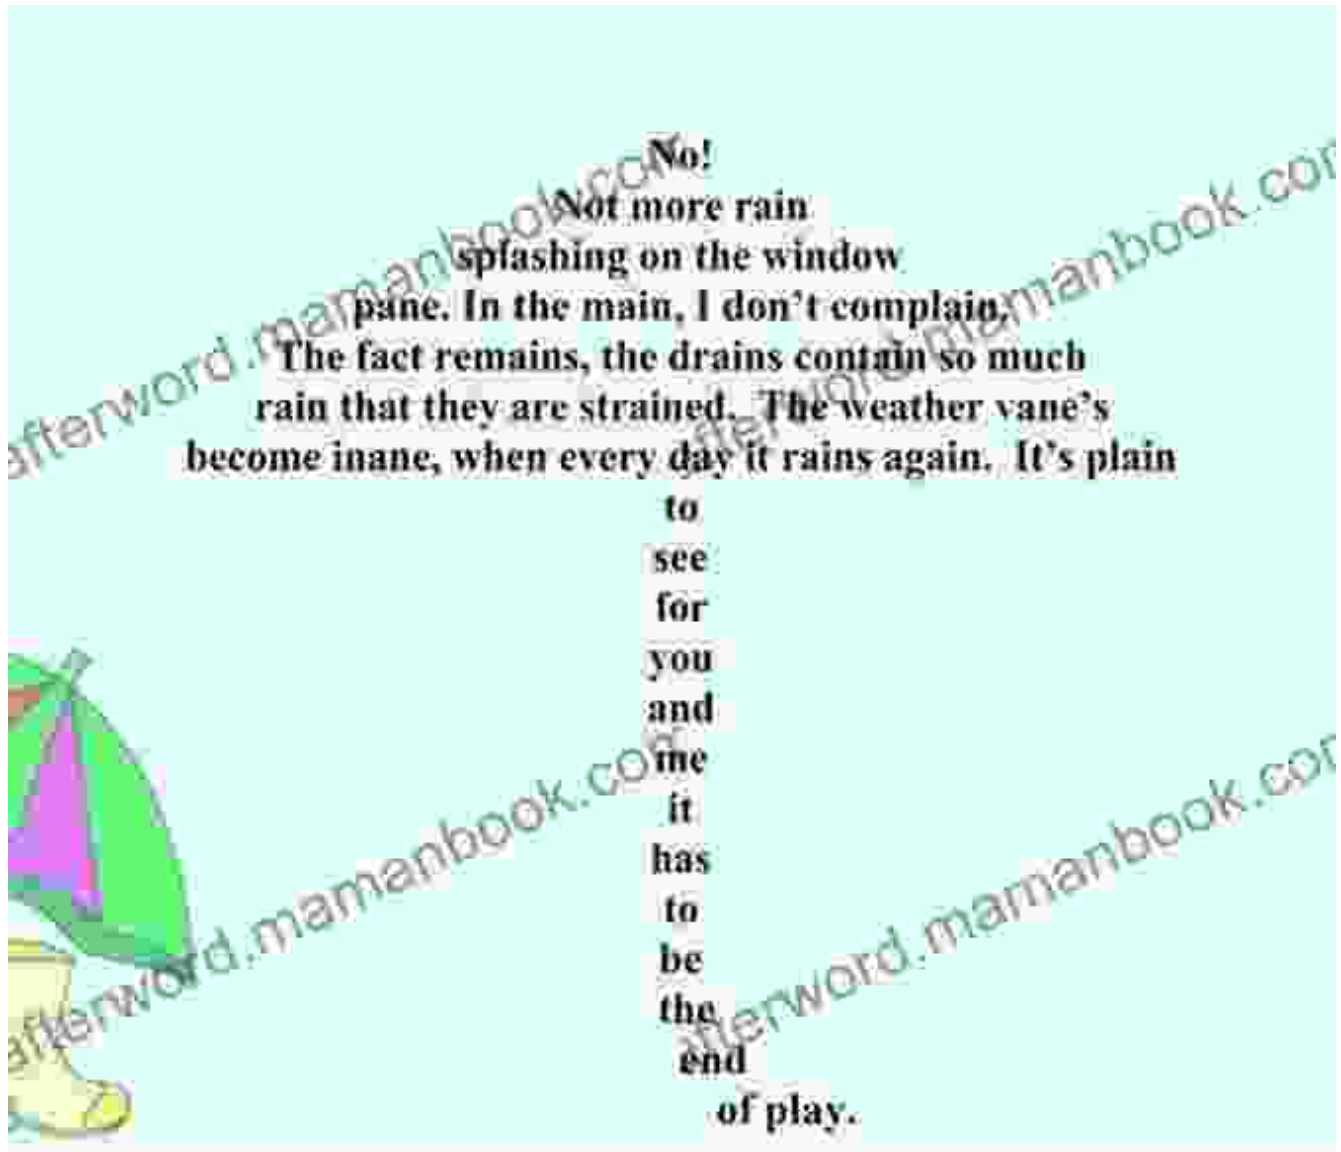 No!
Not more rain
splashing on the window
pane. In the main, I don't complain.
The fact remains, the drains contain so much
rain that they are strained. The weather vane's
become inane, when every day it rains again. It's plain
to
see
for
you
and
me
it
has
to
be
the
end
of play.
afterword.mamanbook.com
afterword.mamanbook.com
afterword.mamanbook.com
afterword.mamanbook.com